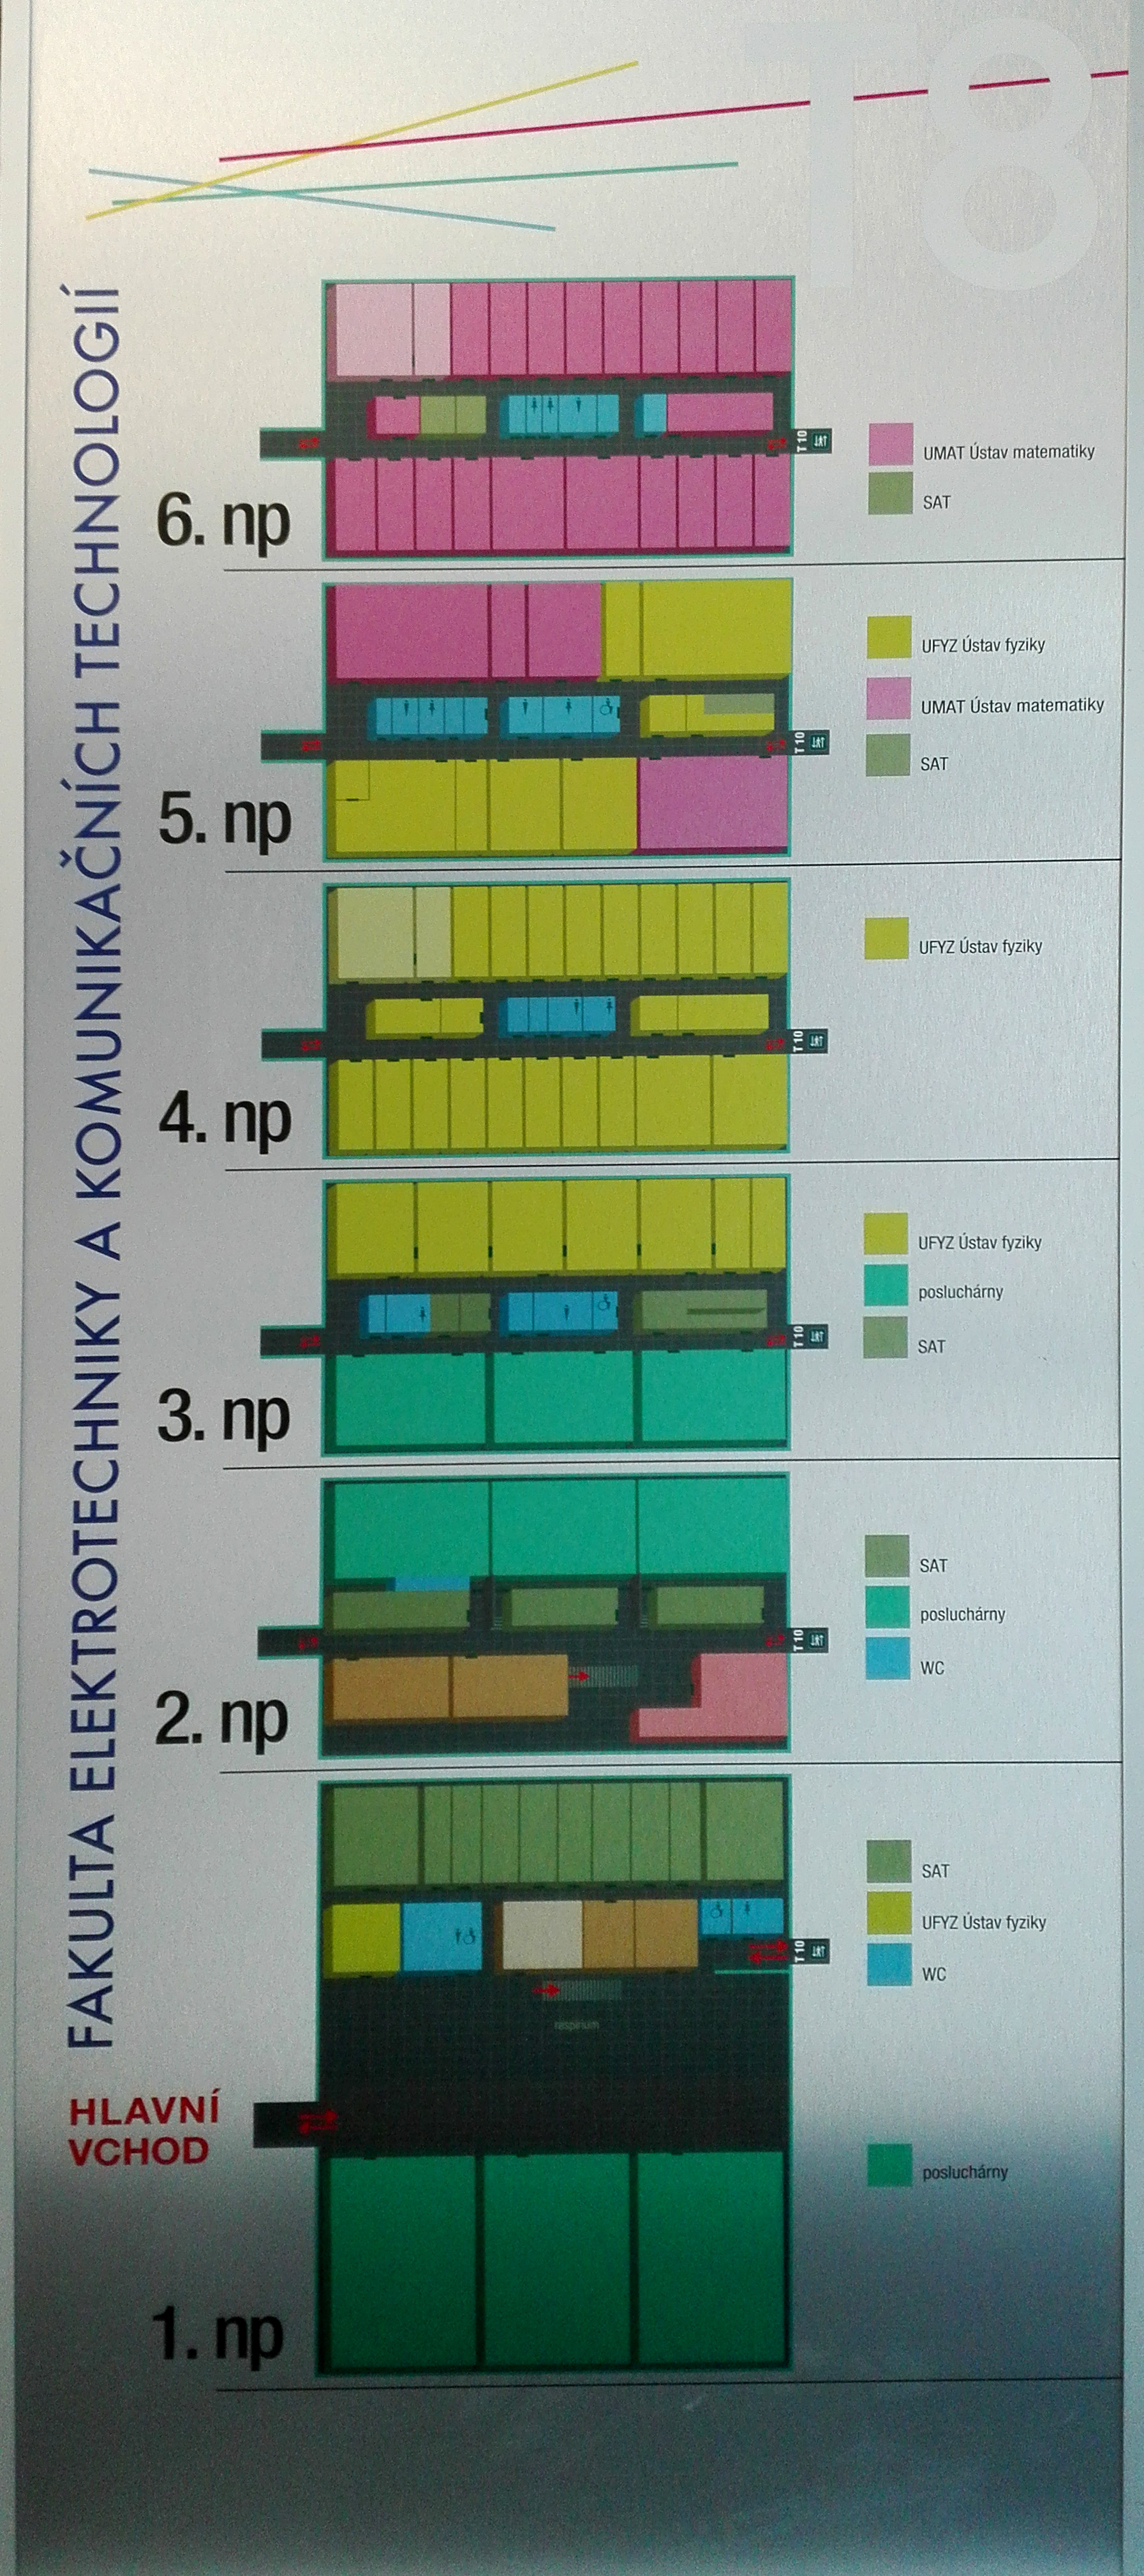 T8
FAKULTA ELEKTROTECHNIKY A KOMUNIKAČNÍCH TECHNOLOGIÍ
6. np
T10
UMAT Ústav matematiky
SAT
5. np
T10
UFYZ Ústav fyziky
UMAT Ústav matematiky
SAT
4. np
T10
UFYZ Ústav fyziky
3. np
T10
UFYZ Ústav fyziky
posluchárny
SAT
2. np
T10
SAT
posluchárny
WC
1. np
T10
respirium
SAT
UFYZ Ústav fyziky
WC
HLAVNÍ
VCHOD
posluchárny